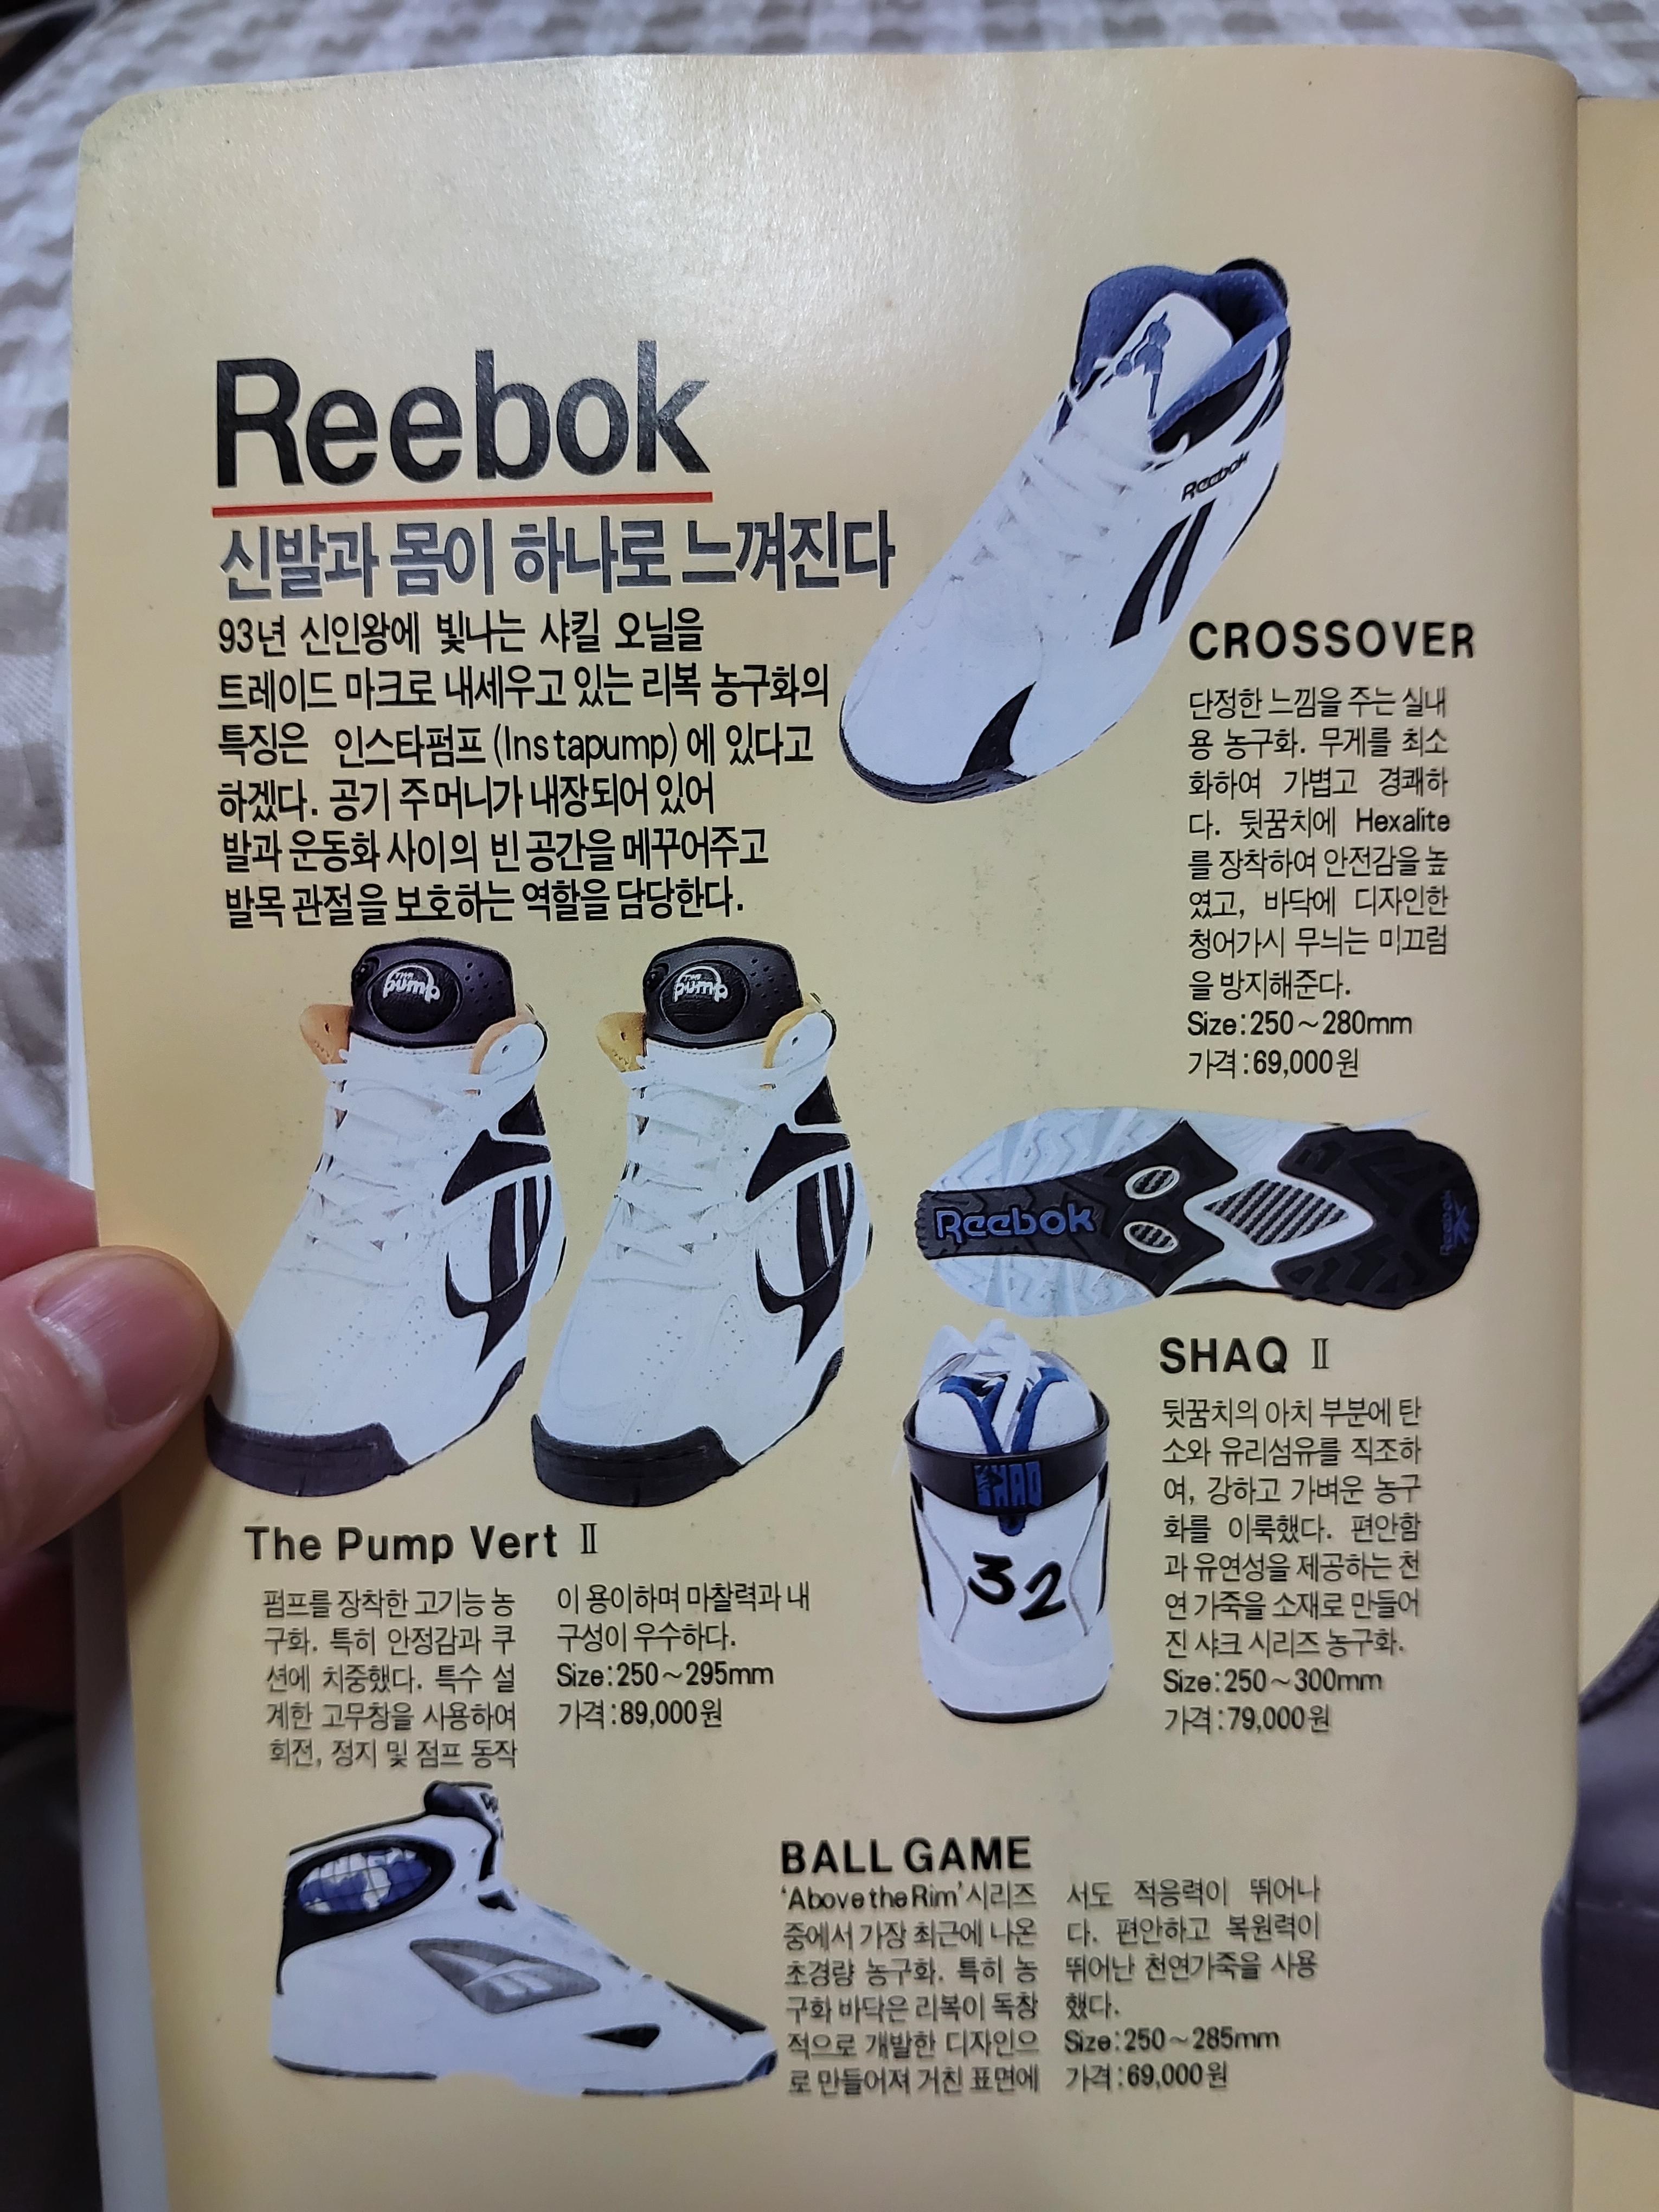 Reebok
신발과 몸이 하나로 느껴진다
93년 신인왕에 빛나는 샤킬 오닐을
트레이드 마크로 내세우고 있는 리복 농구화의
특징은 인스타펌프 (Instapump) 에 있다고
하겠다. 공기 주머니가 내장되어 있어
발과 운동화 사이의 빈 공간을 메꾸어주고
발목 관절을 보호하는 역할을 담당한다.
Reebok
CROSSOVER
단정한 느낌을 주는 실내
용 농구화. 무게를 최소
화하여 가볍고 경쾌하
다. 뒷꿈치에 Hexalite
를 장착하여 안전감을 높
였고, 바닥에 디자인한
청어가시 무늬는 미끄럼
을 방지해준다.
Size:250~280mm
가격:69,000원
THE
pump
THE
pump
The Pump Vert Ⅱ
펌프를 장착한 고기능 농
구화. 특히 안정감과 쿠
션에 치중했다. 특수 설
계한 고무창을 사용하여
회전, 정지 및 점프 동작
이 용이하며 마찰력과 내
구성이 우수하다.
Size:250~295mm
가격:89,000원
Reebok
Reebok
SHAQ
32
SHAQ Ⅱ
뒷꿈치의 아치 부분에 탄
소와 유리섬유를 직조하
여, 강하고 가벼운 농구
화를 이룩했다. 편안함
과 유연성을 제공하는 천
연 가죽을 소재로 만들어
진 샤크 시리즈 농구화.
Size:250~300mm
가격:79,000원
BALL GAME
‘Above the Rim’ 시리즈
중에서 가장 최근에 나온
초경량 농구화. 특히 농
구화 바닥은 리복이 독창
적으로 개발한 디자인으
로 만들어져 거친 표면에
서도 적응력이 뛰어나
다. 편안하고 복원력이
뛰어난 천연가죽을 사용
했다.
Size:250~285mm
가격:69,000원